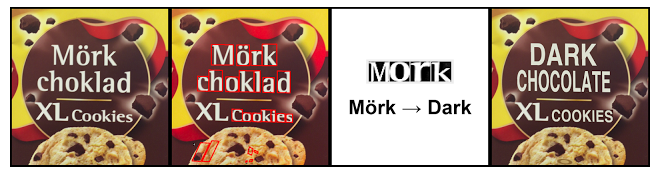 Mörk
choklad
XL Cookies
Mörk
choklad
XL Cookies
Mörk
Mörk → Dark
DARK
CHOCOLATE
XL COOKIES